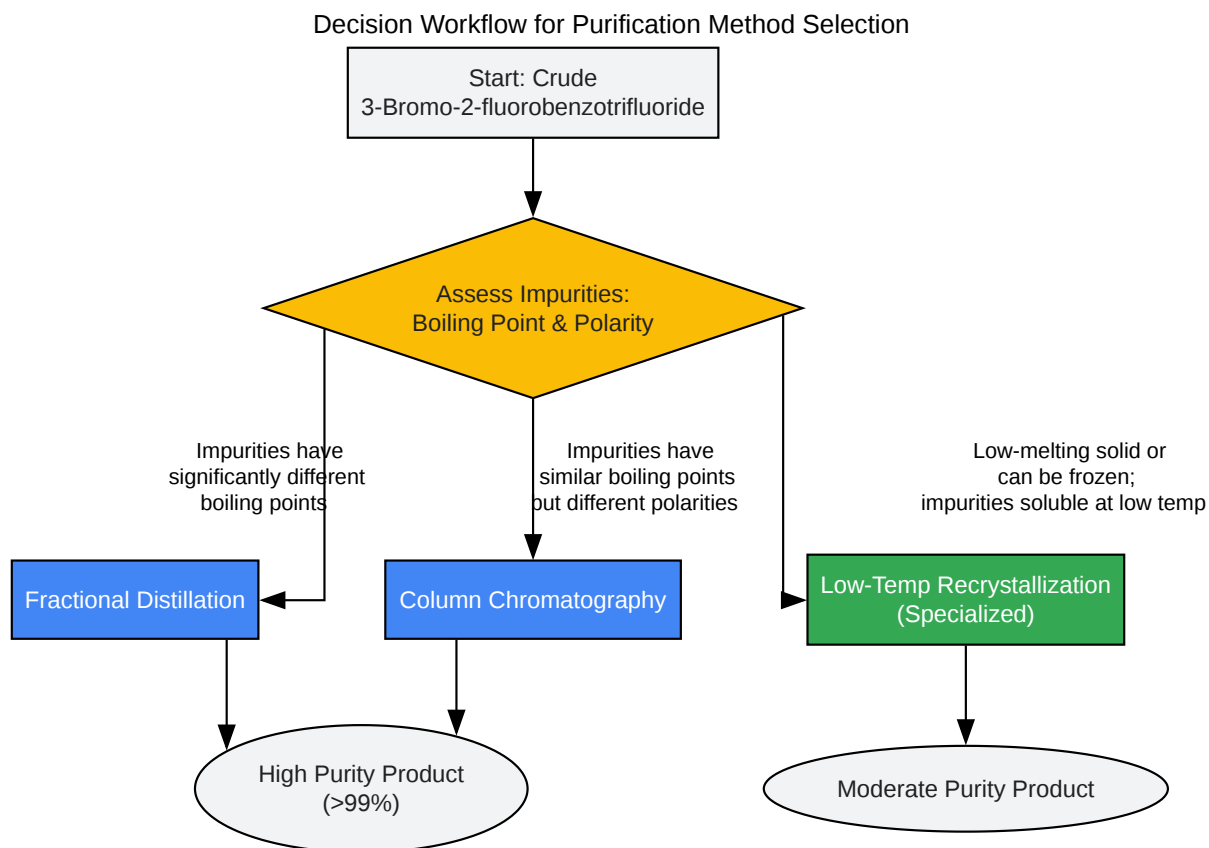 Decision Workflow for Purification Method Selection
Start: Crude
3-Bromo-2-fluorobenzotrifluoride
Assess Impurities:
Boiling Point & Polarity
Impurities have
significantly different
boiling points
Impurities have
similar boiling points
but different polarities
Low-melting solid or
can be frozen;
impurities soluble at low temp
Fractional Distillation
Column Chromatography
Low-Temp Recrystallization
(Specialized)
High Purity Product
(>99%)
Moderate Purity Product